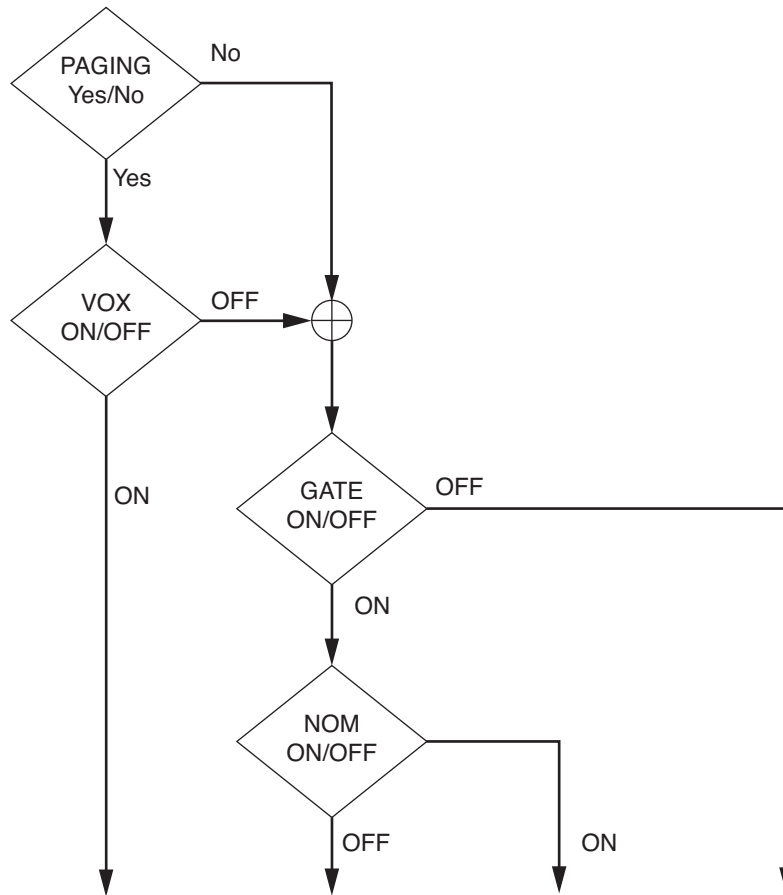 PAGING
Yes/No
No
Yes
VOX
ON/OFF
OFF
ON
GATE
ON/OFF
OFF
ON
NOM
ON/OFF
OFF
ON